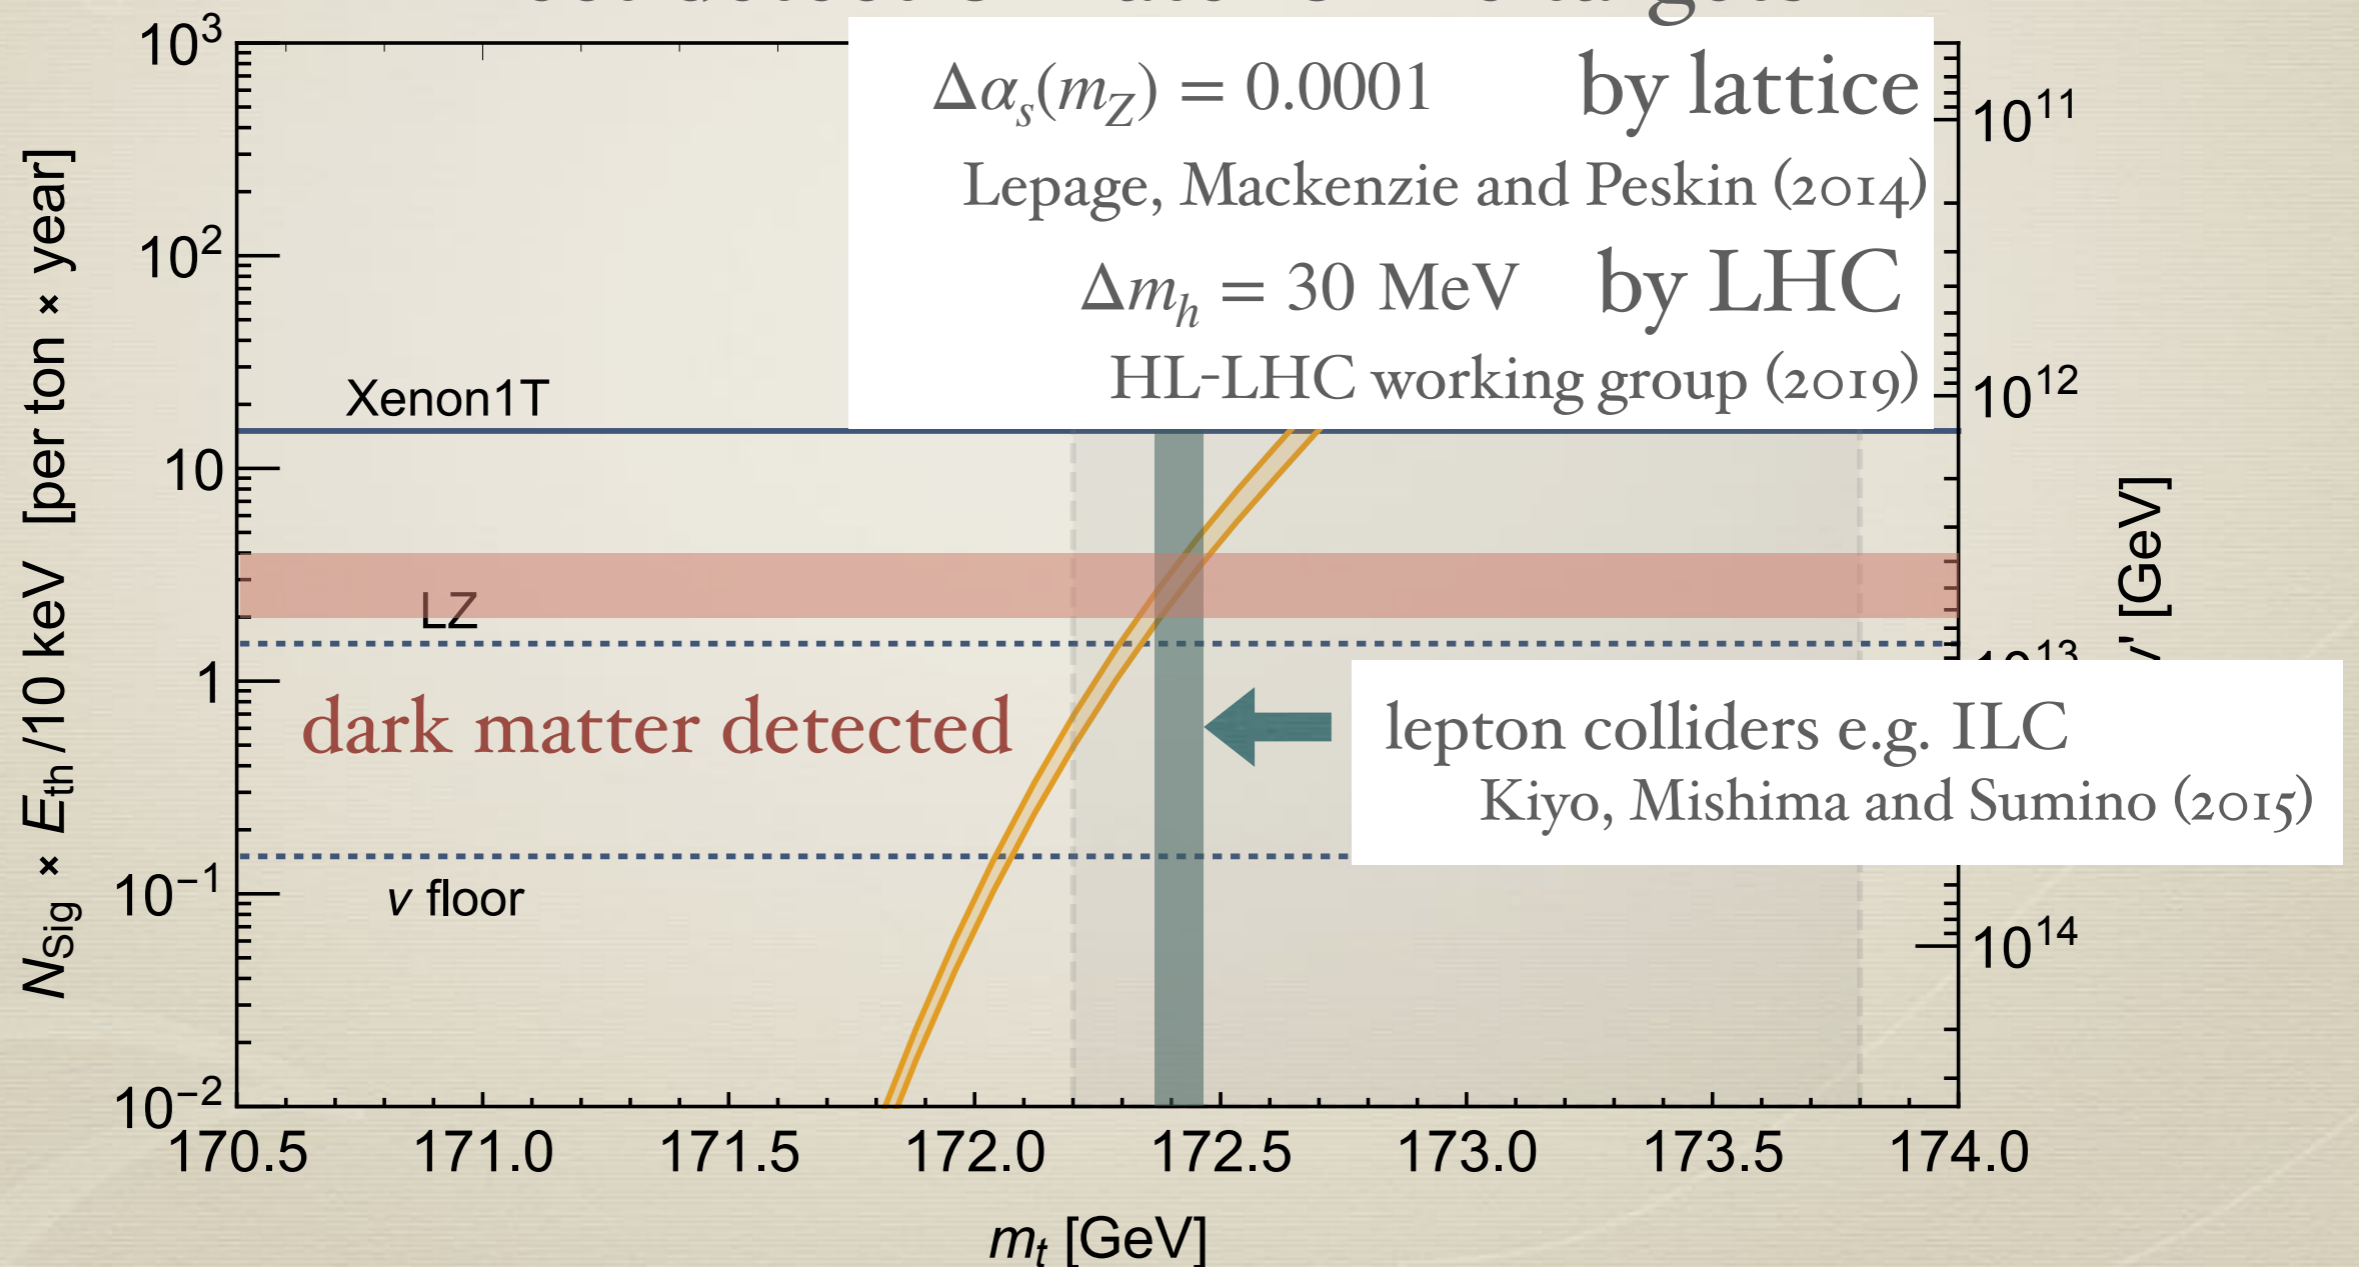 10³
10²
10
1
10⁻¹
10⁻²
N_Sig × E_th/10 keV [per ton × year]
Δα_s(m_Z) = 0.0001 by lattice
Lepage, Mackenzie and Peskin (2014)
Δm_h = 30 MeV by LHC
HL-LHC working group (2019)
Xenon1T
LZ
dark matter detected
ν floor
lepton colliders e.g. ILC
Kiyo, Mishima and Sumino (2015)
10¹¹
10¹²
10¹⁴
v' [GeV]
170.5 171.0 171.5 172.0 172.5 173.0 173.5 174.0
m_t [GeV]